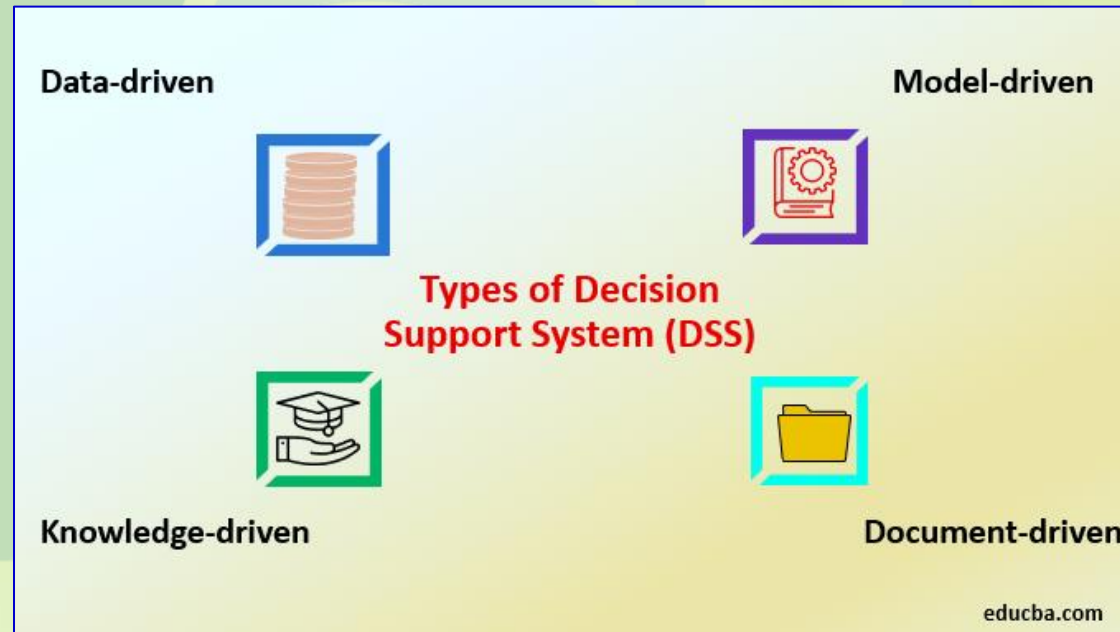 Data-driven
Model-driven
Types of Decision
Support System (DSS)
Knowledge-driven
Document-driven
educba.com